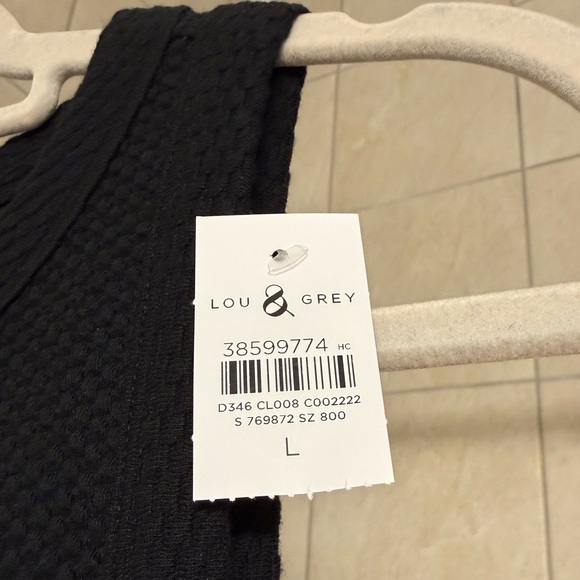 LOU & GREY
38599774 HC
D346 CL008 C002222
S 769872 SZ 800
L